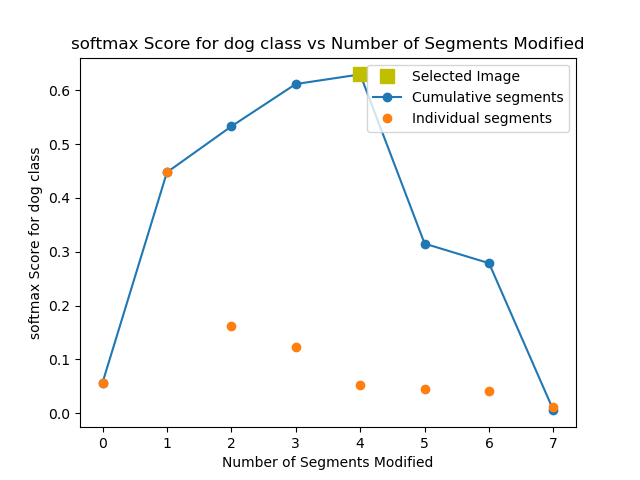 softmax Score for dog class vs Number of Segments Modified
softmax Score for dog class
0.6
0.5
0.4
0.3
0.2
0.1
0.0
Selected Image
Cumulative segments
Individual segments
0 1 2 3 4 5 6 7
Number of Segments Modified